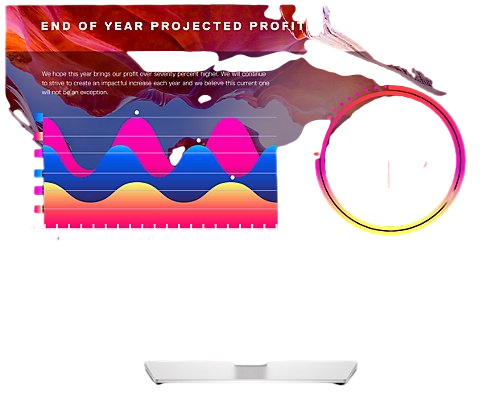 END OF YEAR PROJECTED PROFIT
We hope this year brings our profit over seventy percent higher. We will continue
to strive to create an impactful increase each year and we believe this current one
will not be an exception.